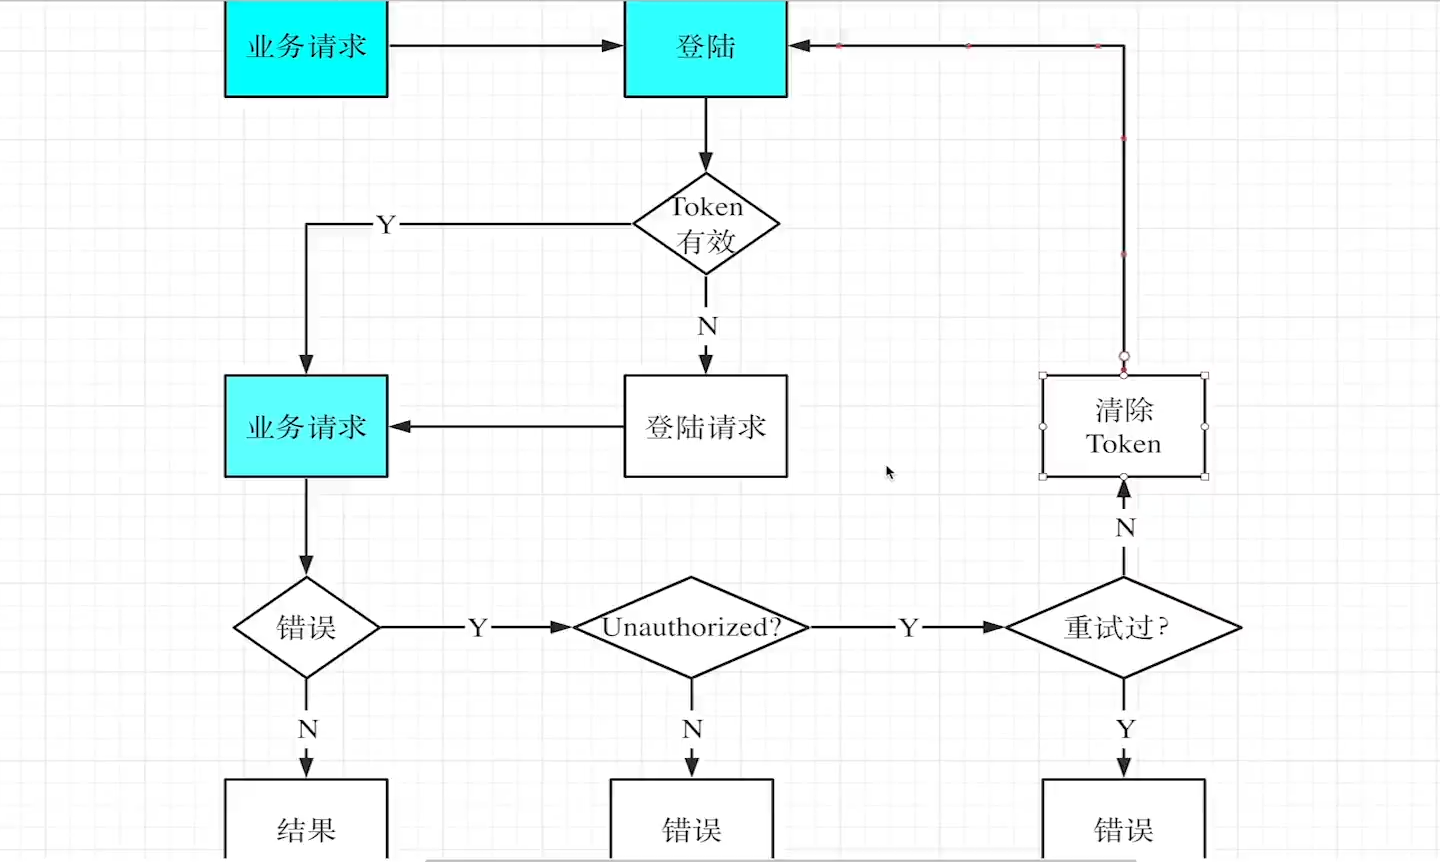 业务请求
登陆
Token
有效
Y
N
业务请求
登陆请求
清除
Token
N
错误
Y
Unauthorized?
Y
重试过?
N
N
Y
结果
错误
错误